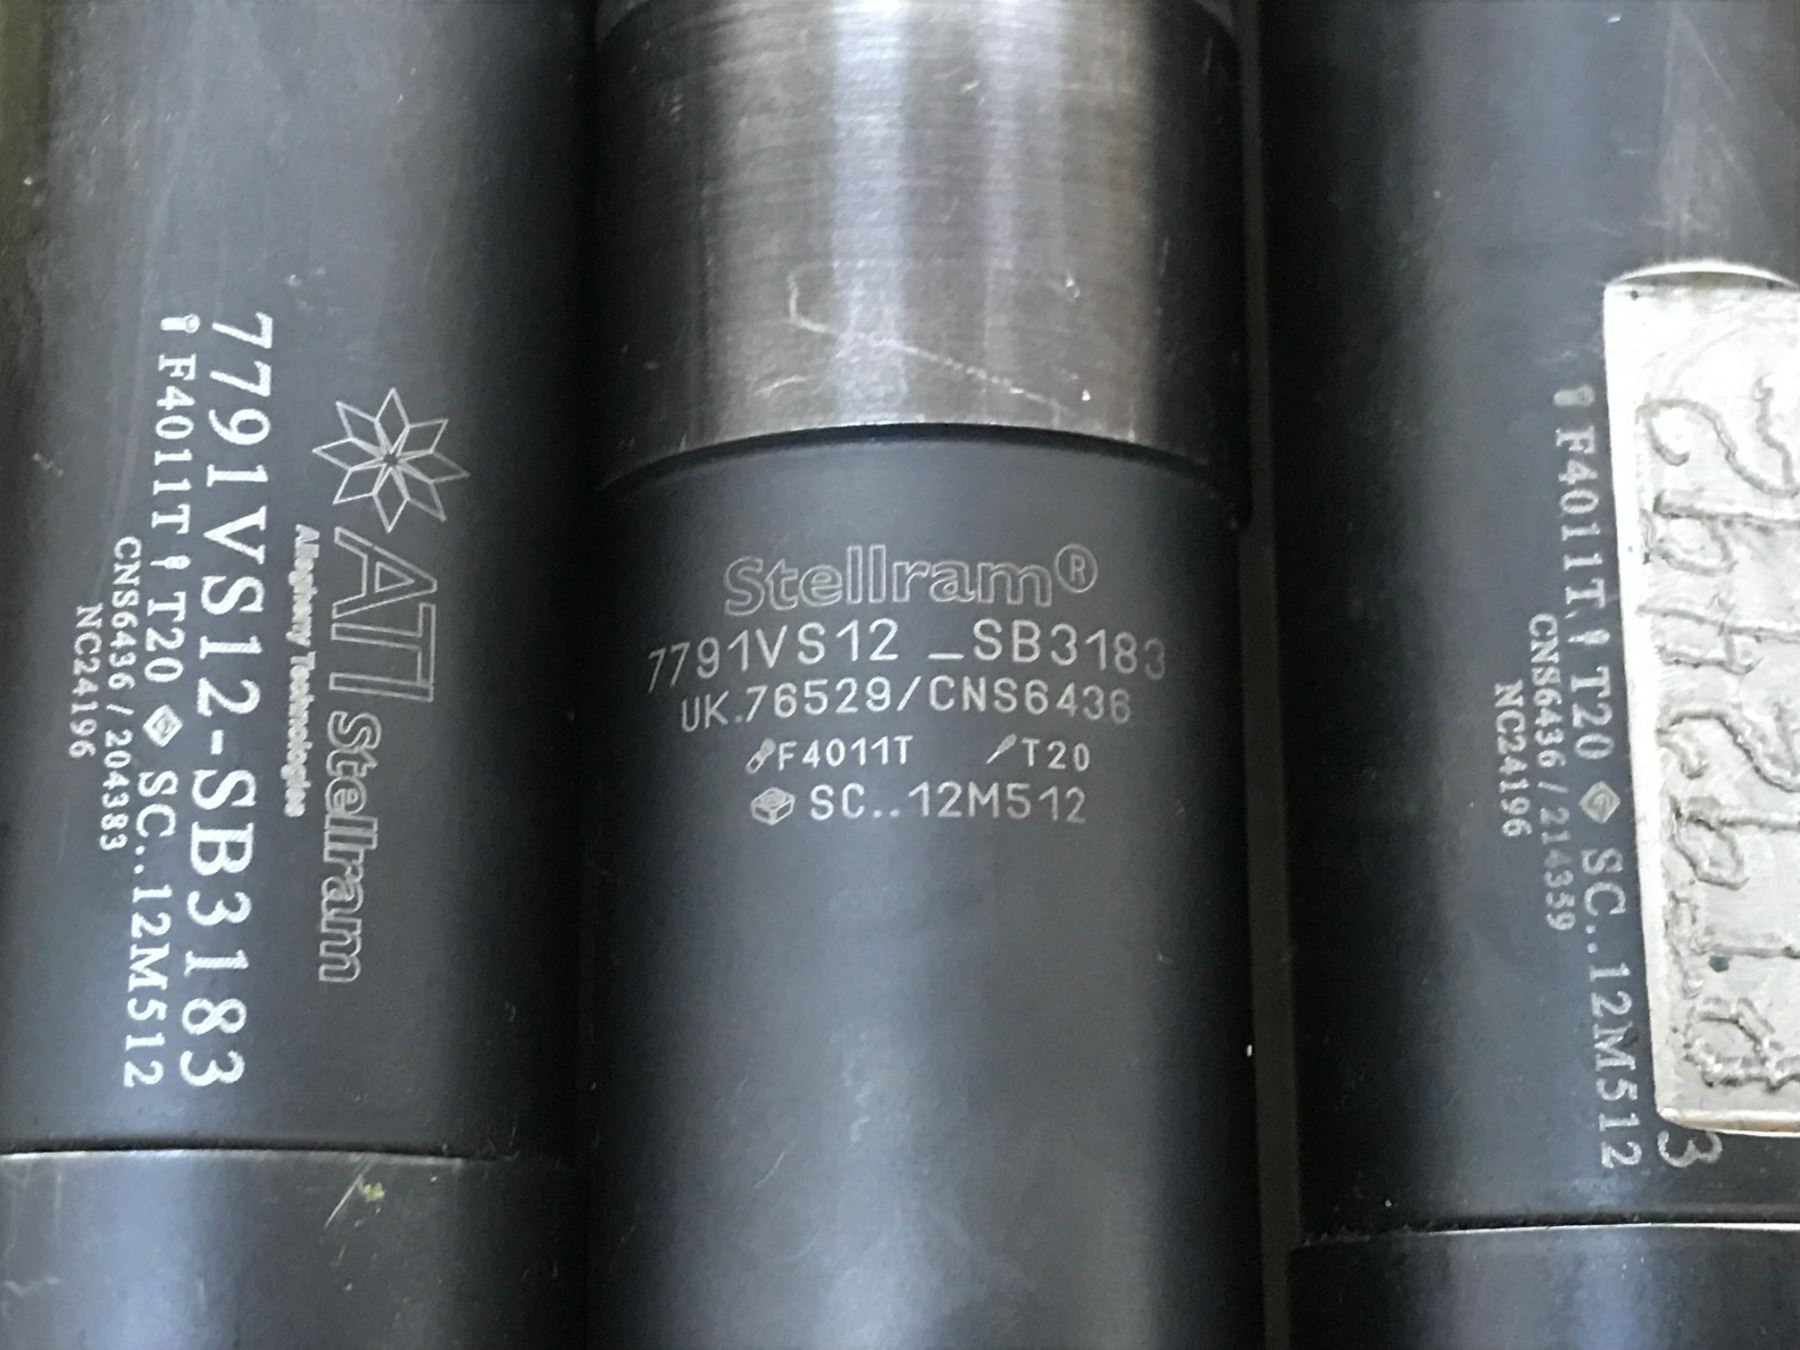 ATI Stellram
Allegheny Technologies
7791VS12-SB3183
F4011T T20 SC..12M512
CNS6436 / 204383
NC24196
Stellram®
7791VS12 _SB3183
UK.76529/CNS6436
F4011T T20
SC..12M512
3
F4011T T20 SC..12M512
CNS6436 / 214359
NC24196